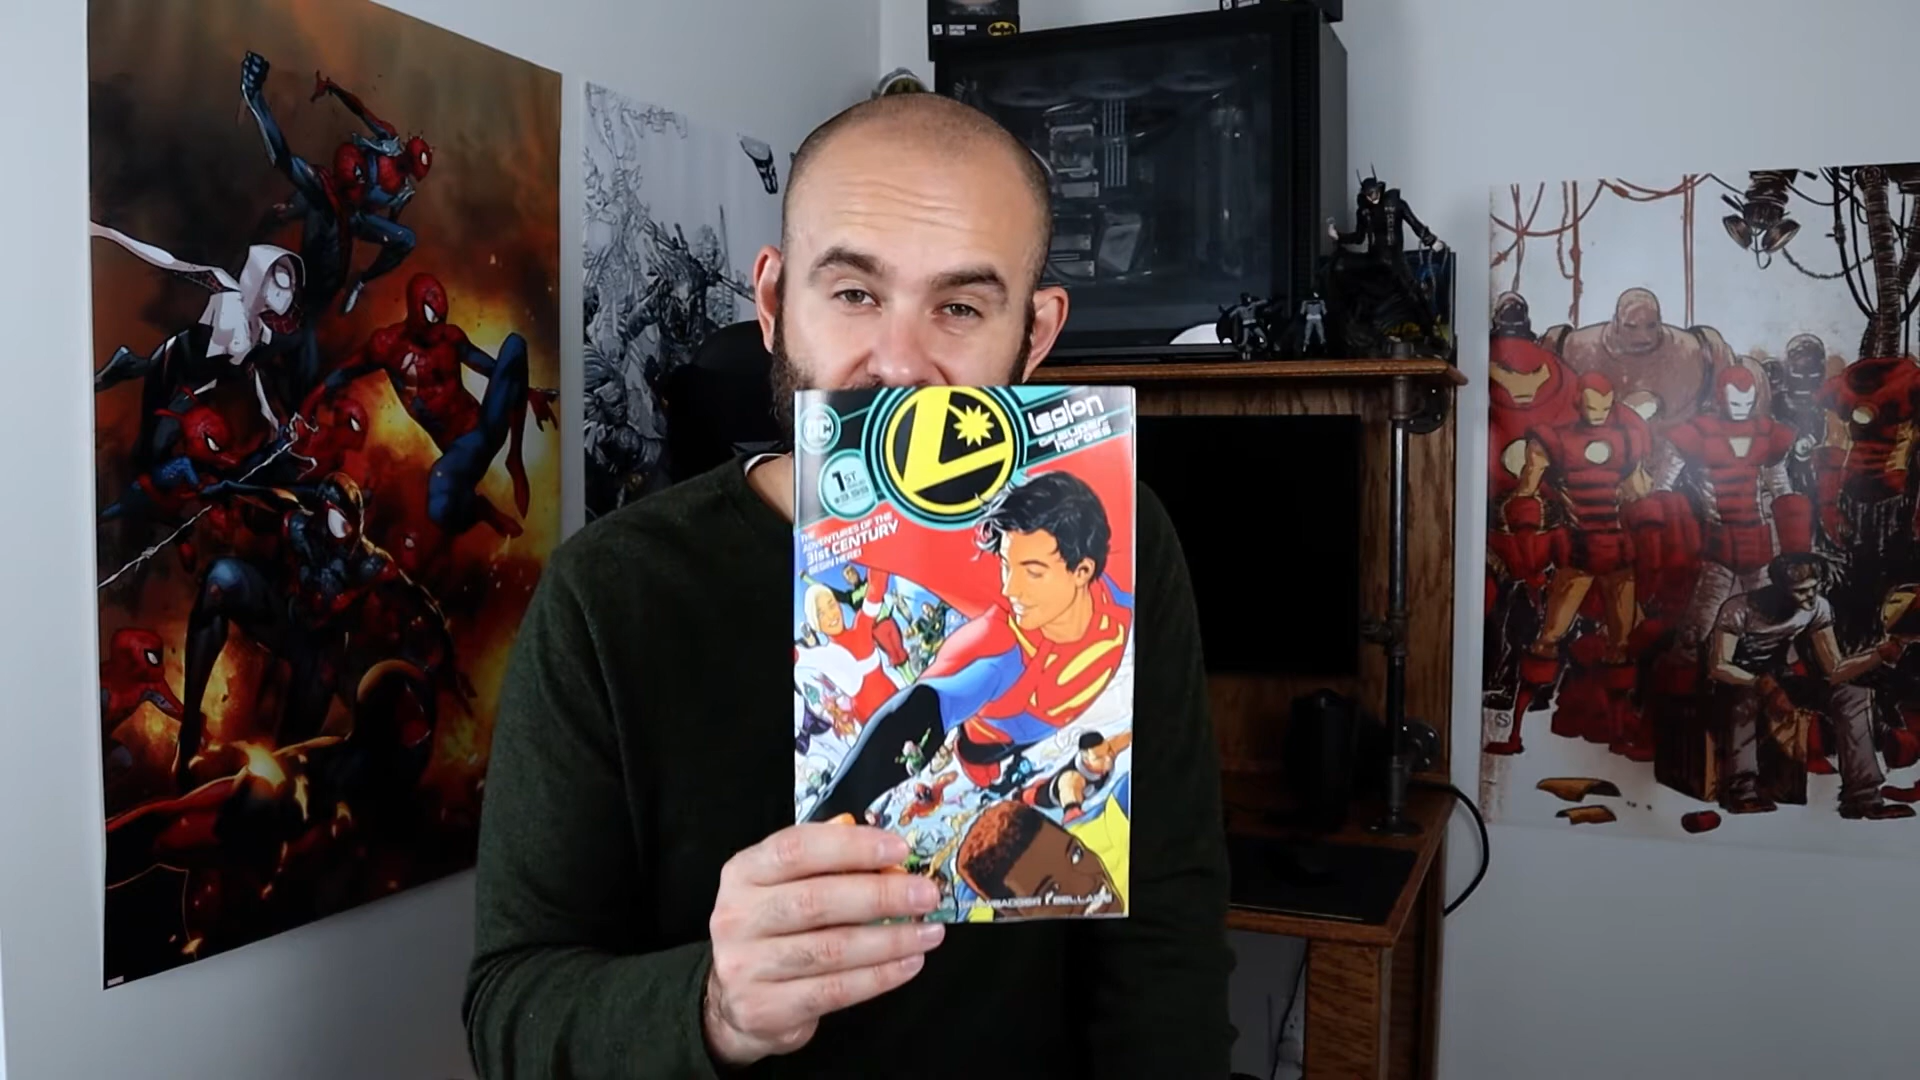 DC
legion
of super
heroes
1ST
THE
ADVENTURES OF THE
31st CENTURY
BEGIN HERE!